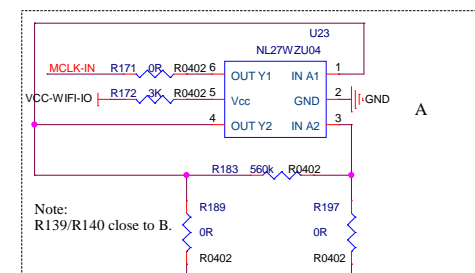 U23
NL27WZU04
MCLK-IN R171 0R R0402 6 OUT Y1 IN A1 1
VCC-WIFI-IO R172 3K R0402 5 Vcc GND 2 GND
4 OUT Y2 IN A2 3
A
R183 560k R0402
Note:
R139/R140 close to B.
R189 R197
0R 0R
R0402 R0402